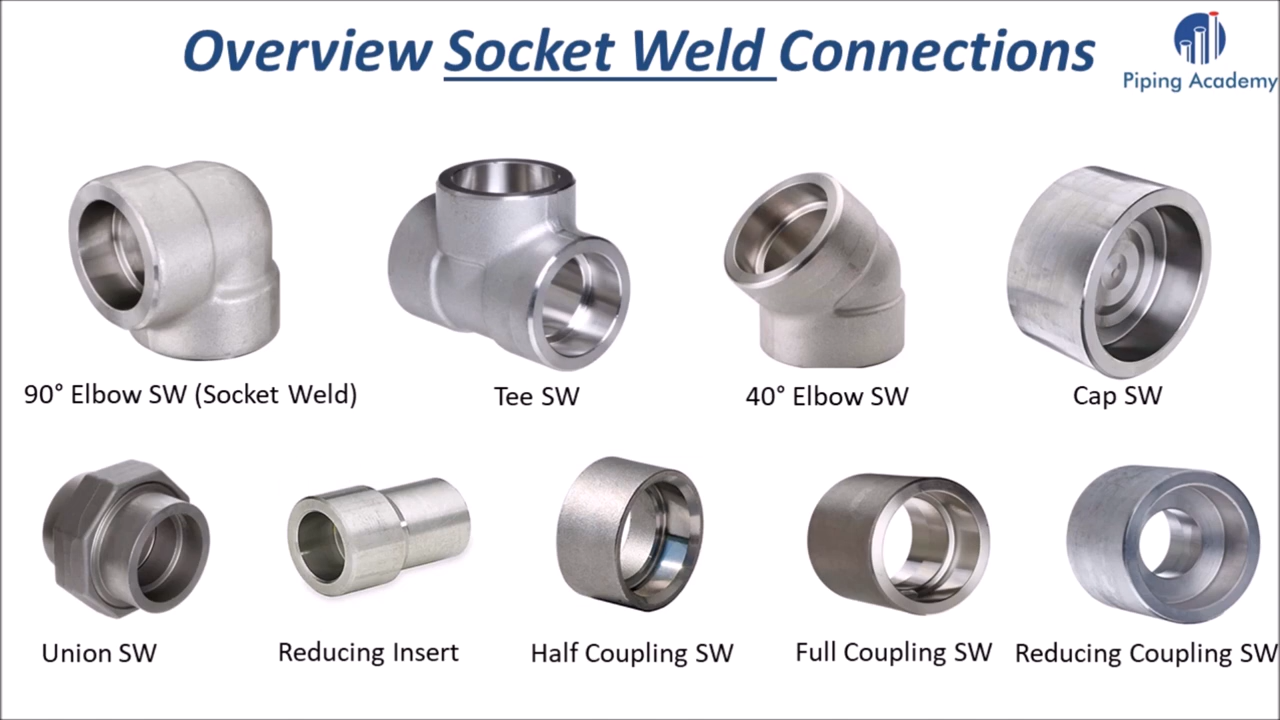 Overview Socket Weld Connections
Piping Academy
90° Elbow SW (Socket Weld)
Tee SW
40° Elbow SW
Cap SW
Union SW
Reducing Insert
Half Coupling SW
Full Coupling SW
Reducing Coupling SW